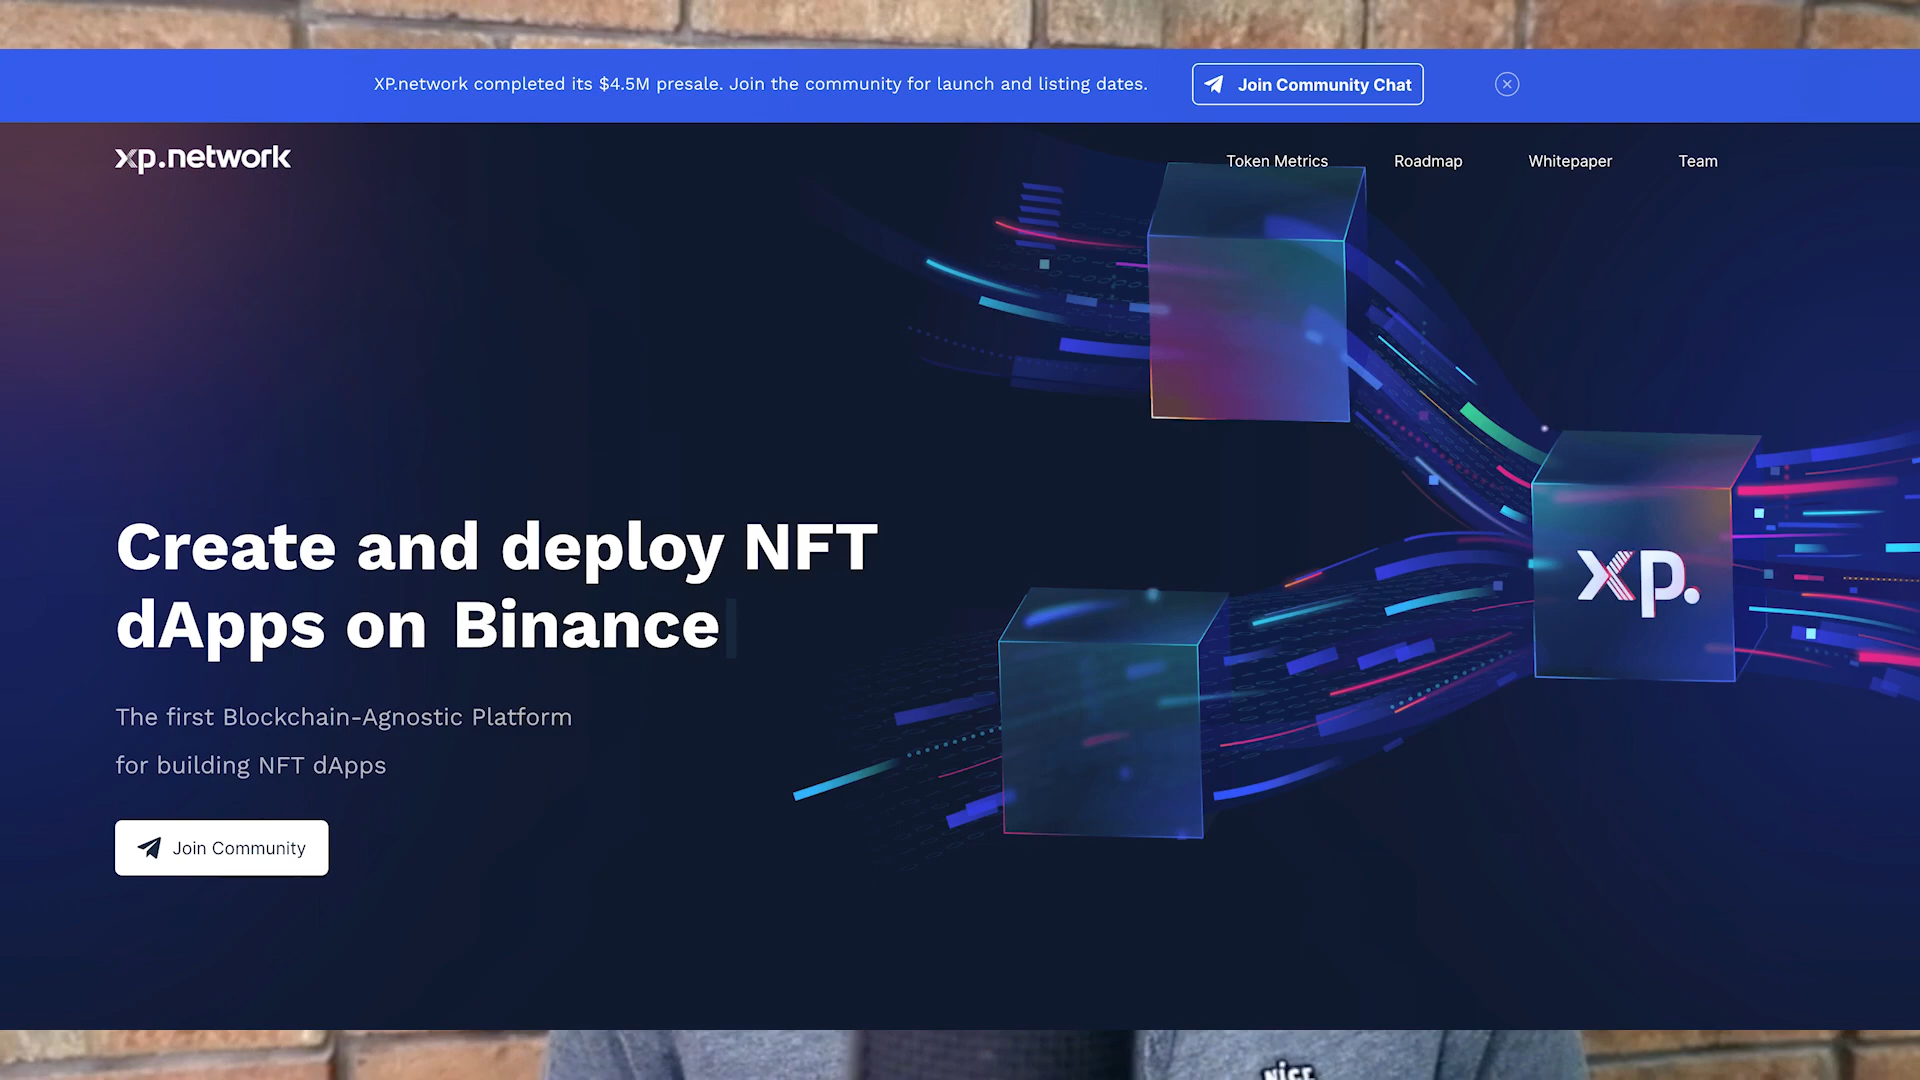 XP.network completed its $4.5M presale. Join the community for launch and listing dates.
Join Community Chat
xp.network
Token Metrics
Roadmap
Whitepaper
Team
Create and deploy NFT
dApps on Binance
xp.
The first Blockchain-Agnostic Platform
for building NFT dApps
Join Community
NICE